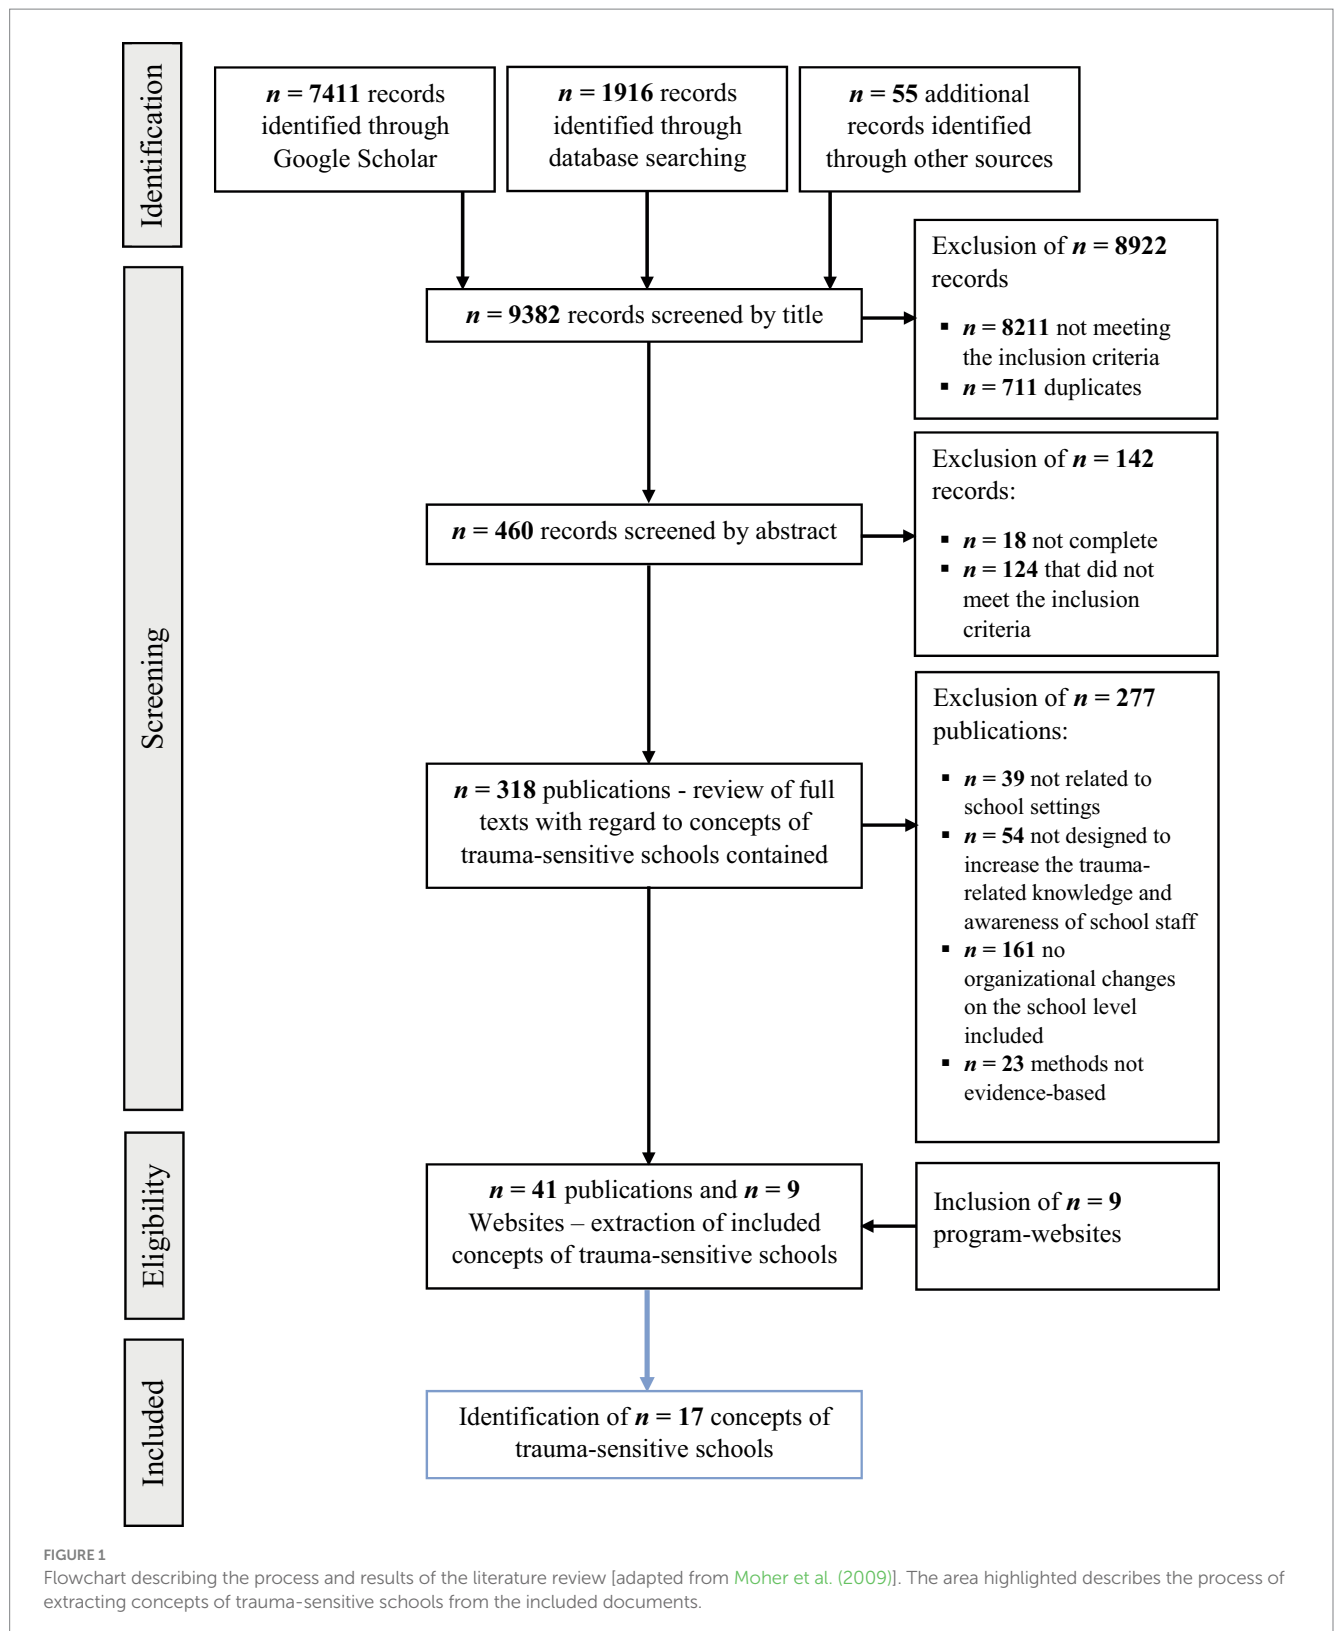 Identification
n = 7411 records
identified through
Google Scholar
n = 1916 records
identified through
database searching
n = 55 additional
records identified
through other sources
Screening
n = 9382 records screened by title
Exclusion of n = 8922
records
▪ n = 8211 not meeting
the inclusion criteria
▪ n = 711 duplicates
n = 460 records screened by abstract
Exclusion of n = 142
records:
▪ n = 18 not complete
▪ n = 124 that did not
meet the inclusion
criteria
n = 318 publications - review of full
texts with regard to concepts of
trauma-sensitive schools contained
Exclusion of n = 277
publications:
▪ n = 39 not related to
school settings
▪ n = 54 not designed to
increase the trauma-
related knowledge and
awareness of school staff
▪ n = 161 no
organizational changes
on the school level
included
▪ n = 23 methods not
evidence-based
Eligibility
n = 41 publications and n = 9
Websites – extraction of included
concepts of trauma-sensitive schools
Inclusion of n = 9
program-websites
Included
Identification of n = 17 concepts of
trauma-sensitive schools
FIGURE 1
Flowchart describing the process and results of the literature review [adapted from Moher et al. (2009)]. The area highlighted describes the process of
extracting concepts of trauma-sensitive schools from the included documents.